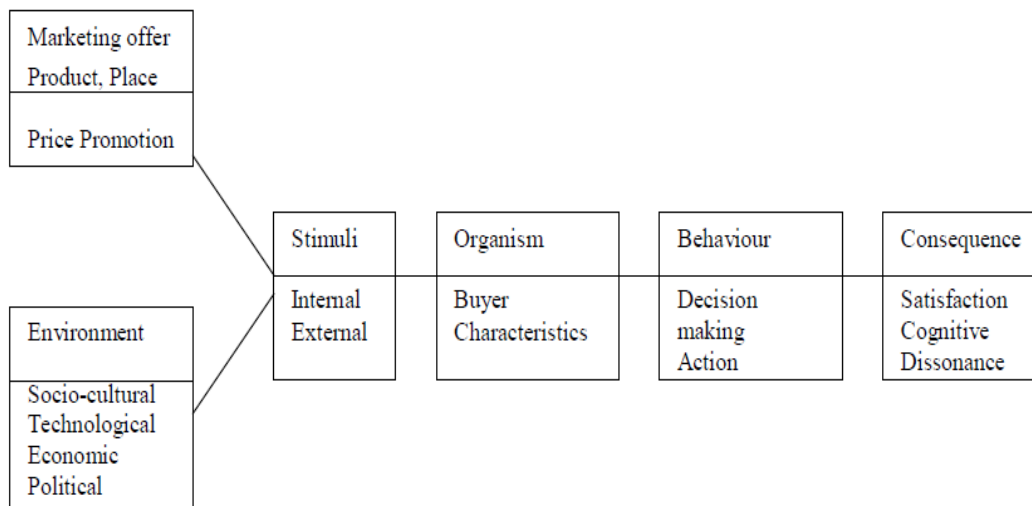 Marketing offer
Product, Place
Price Promotion
Stimuli
Internal
External
Organism
Buyer
Characteristics
Behaviour
Decision
making
Action
Consequence
Satisfaction
Cognitive
Dissonance
Environment
Socio-cultural
Technological
Economic
Political